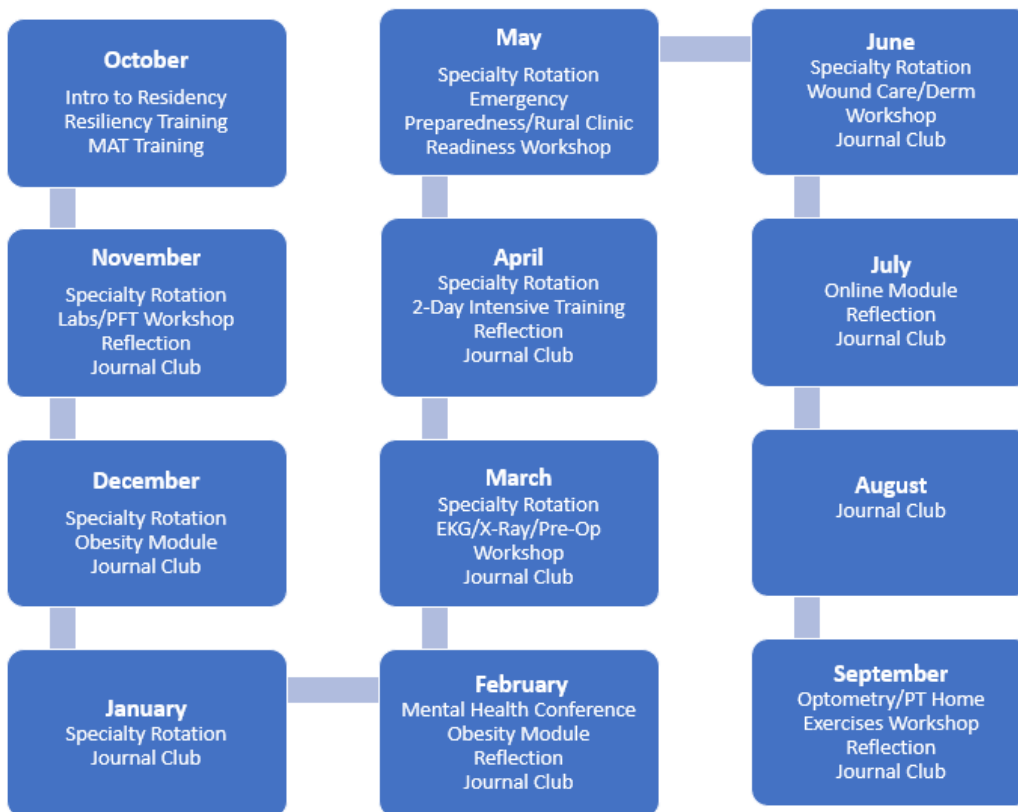 October
Intro to Residency
Resiliency Training
MAT Training
November
Specialty Rotation
Labs/PFT Workshop
Reflection
Journal Club
December
Specialty Rotation
Obesity Module
Journal Club
January
Specialty Rotation
Journal Club
February
Mental Health Conference
Obesity Module
Reflection
Journal Club
March
Specialty Rotation
EKG/X-Ray/Pre-Op
Workshop
Journal Club
April
Specialty Rotation
2-Day Intensive Training
Reflection
Journal Club
May
Specialty Rotation
Emergency
Preparedness/Rural Clinic
Readiness Workshop
June
Specialty Rotation
Wound Care/Derm
Workshop
Journal Club
July
Online Module
Reflection
Journal Club
August
Journal Club
September
Optometry/PT Home
Exercises Workshop
Reflection
Journal Club